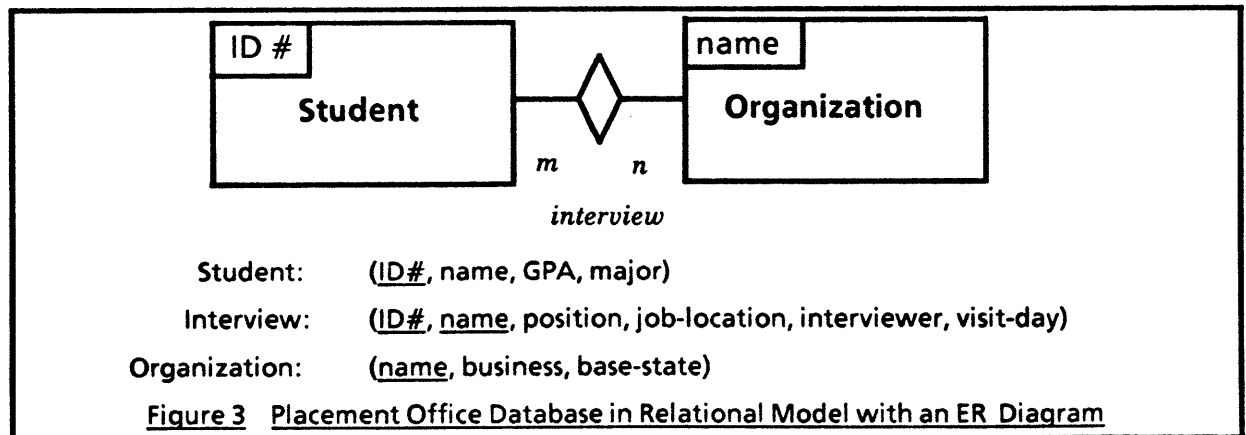 ID #
name
Student
Organization
m
n
interview
Student: (ID#, name, GPA, major)
Interview: (ID#, name, position, job-location, interviewer, visit-day)
Organization: (name, business, base-state)
Figure 3 Placement Office Database in Relational Model with an ER Diagram